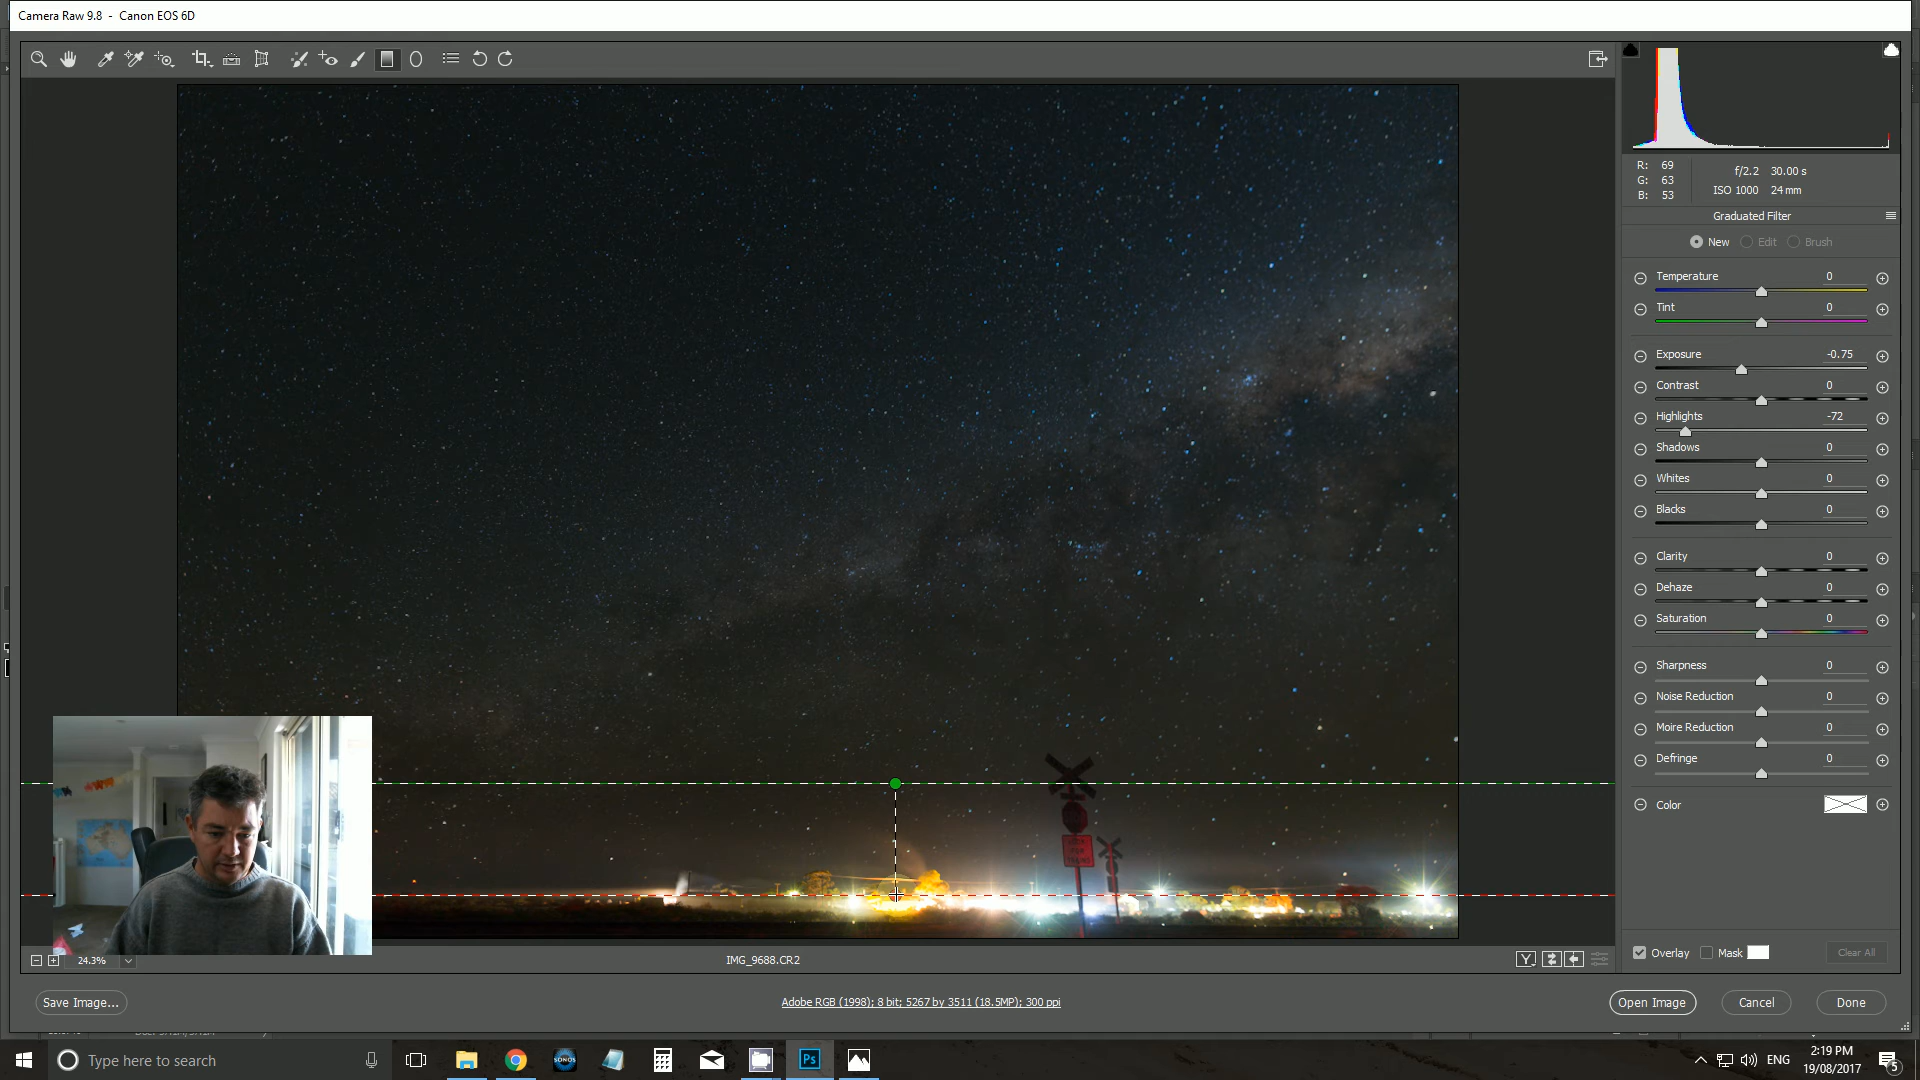 Camera Raw 9.8 - Canon EOS 6D
R: 69
G: 63
B: 53
f/2.2 30.00 s
ISO 1000 24 mm
Graduated Filter
New Edit Brush
Temperature 0
Tint 0
Exposure -0.75
Contrast 0
Highlights -72
Shadows 0
Whites 0
Blacks 0
Clarity 0
Dehaze 0
Saturation 0
Sharpness 0
Noise Reduction 0
Moire Reduction 0
Defringe 0
Color
Overlay Mask Clear All
24.3%
IMG_9688.CR2
Y
Save Image...
Adobe RGB (1998); 8 bit; 5267 by 3511 (18.5MP); 300 ppi
Open Image Cancel Done
Type here to search
SONOS
Ps
ENG
2:19 PM
19/08/2017
5